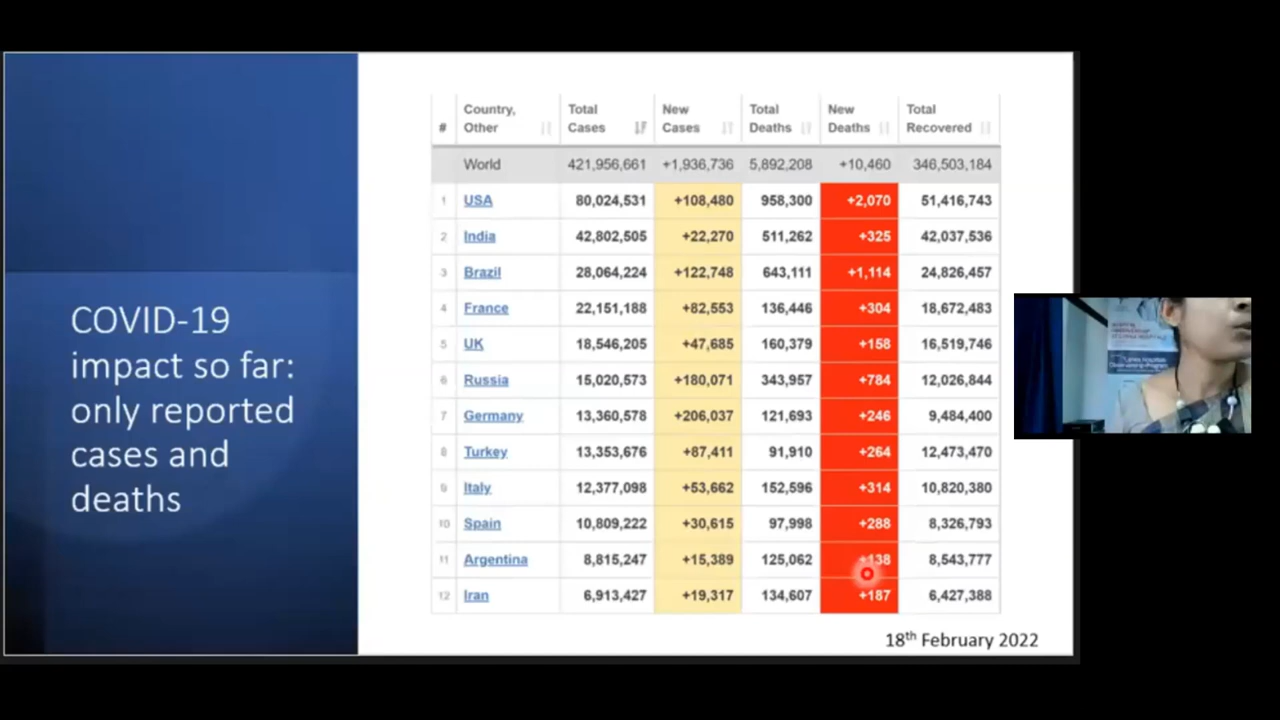 COVID-19
impact so far:
only reported
cases and
deaths
# Country, Other Total Cases New Cases Total Deaths New Deaths Total Recovered
World 421,956,661 +1,936,736 5,892,208 +10,460 346,503,184
1 USA 80,024,531 +108,480 958,300 +2,070 51,416,743
2 India 42,802,505 +22,270 511,262 +325 42,037,536
3 Brazil 28,064,224 +122,748 643,111 +1,114 24,826,457
4 France 22,151,188 +82,553 136,446 +304 18,672,483
5 UK 18,546,205 +47,685 160,379 +158 16,519,746
6 Russia 15,020,573 +180,071 343,957 +784 12,026,844
7 Germany 13,360,578 +206,037 121,693 +246 9,484,400
8 Turkey 13,353,676 +87,411 91,910 +264 12,473,470
9 Italy 12,377,098 +53,662 152,596 +314 10,820,380
10 Spain 10,809,222 +30,615 97,998 +288 8,326,793
11 Argentina 8,815,247 +15,389 125,062 +138 8,543,777
12 Iran 6,913,427 +19,317 134,607 +187 6,427,388
18th February 2022